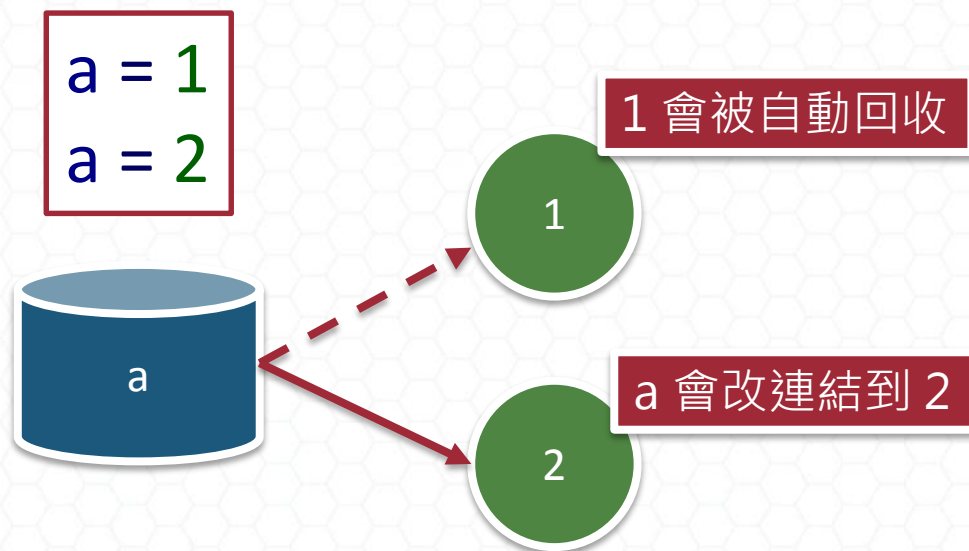 a = 1
a = 2
1 會被自動回收
1
a
a 會改連結到 2
2